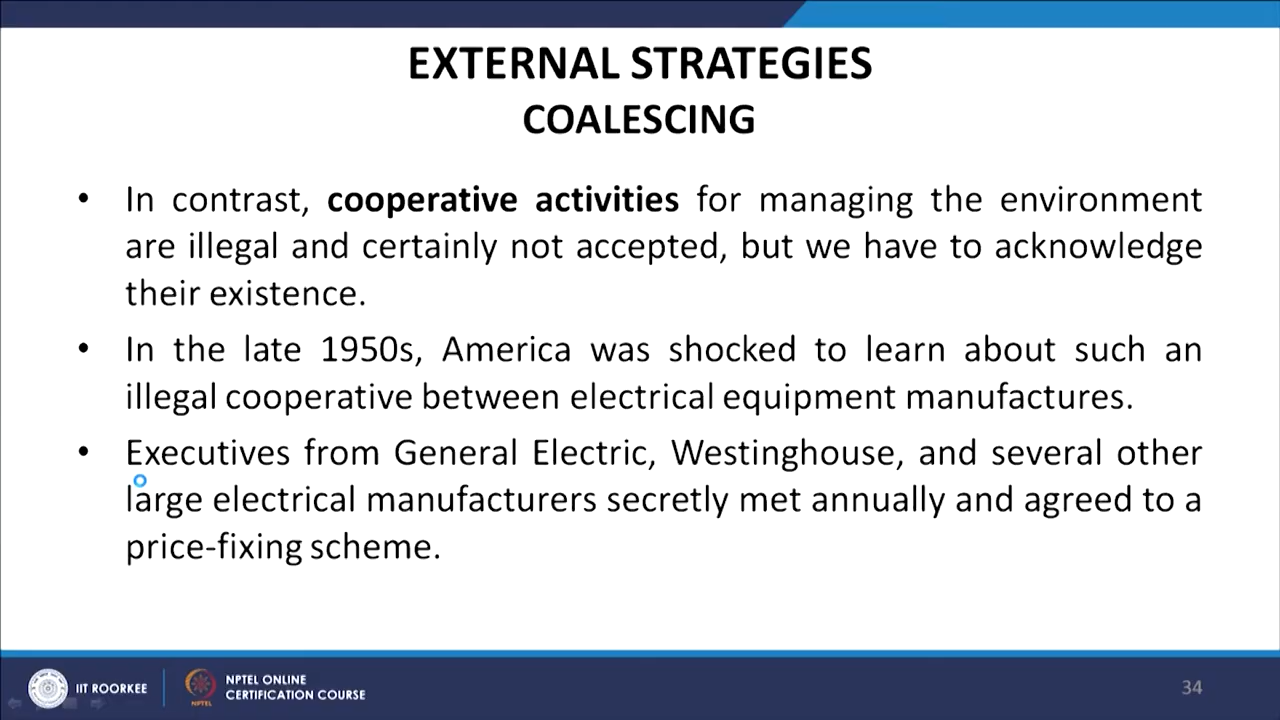 EXTERNAL STRATEGIES
COALESCING
• In contrast, cooperative activities for managing the environment
are illegal and certainly not accepted, but we have to acknowledge
their existence.
• In the late 1950s, America was shocked to learn about such an
illegal cooperative between electrical equipment manufactures.
• Executives from General Electric, Westinghouse, and several other
large electrical manufacturers secretly met annually and agreed to a
price-fixing scheme.
IIT ROORKEE
NPTEL
NPTEL ONLINE
CERTIFICATION COURSE
34